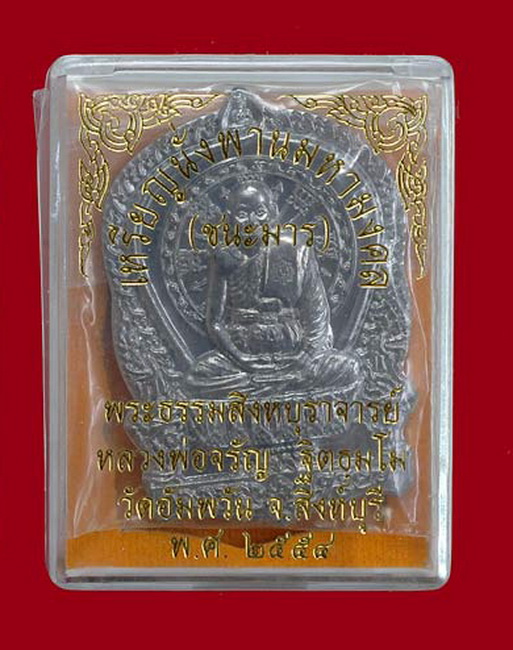 เหรียญนั่งพานมหามงคล
(ชนะมาร)
พระธรรมสิงหบุราจารย์
หลวงพ่อจรัญ ฐิตธมฺโม
วัดอัมพวัน จ.สิงห์บุรี
พ.ศ. ๒๕๕๔